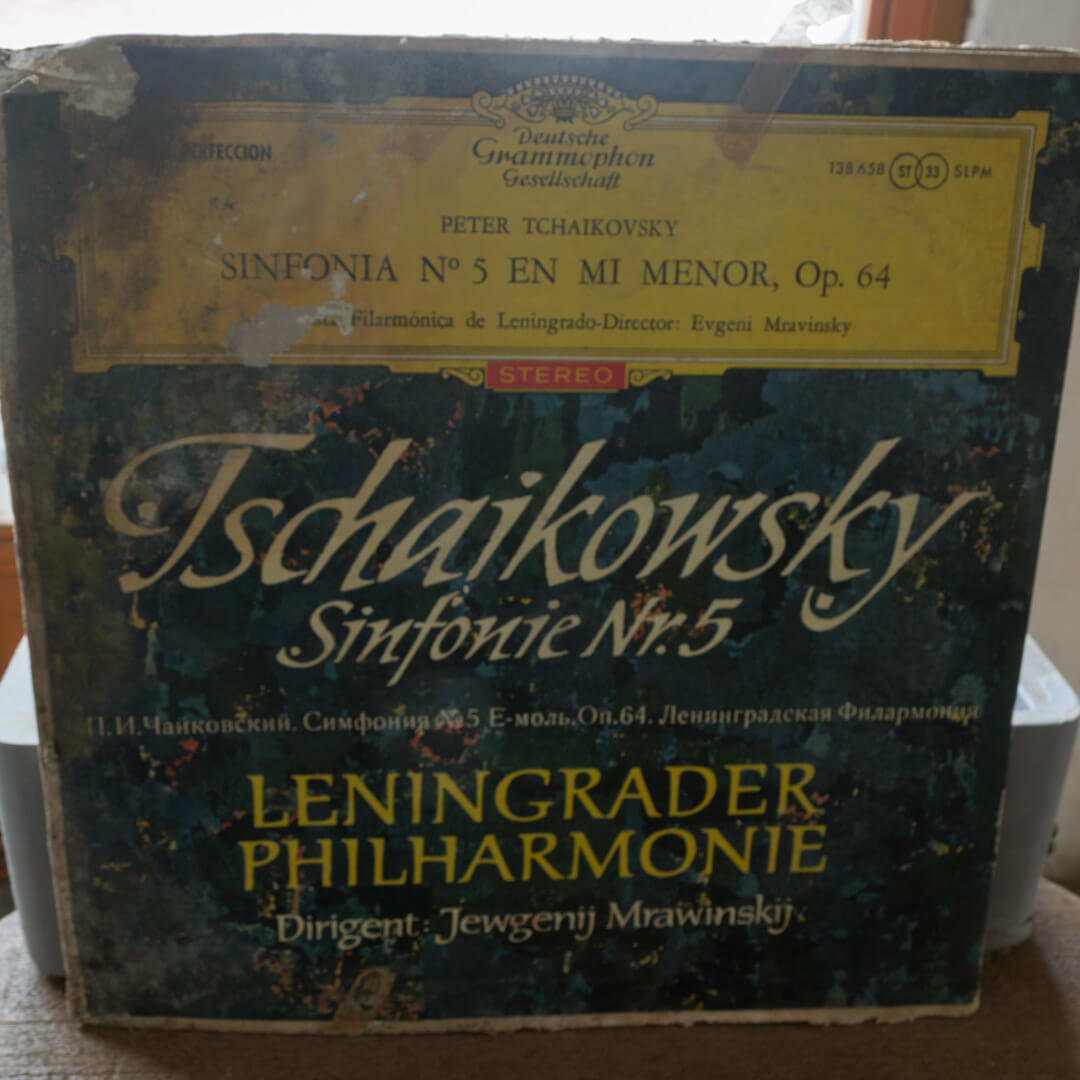 PERFECCION
Deutsche
Grammophon
Gesellschaft
138 658 ST 33 SLPM
PETER TCHAIKOVSKY
SINFONIA Nº 5 EN MI MENOR, Op. 64
Filarmónica de Leningrado-Director: Evgeni Mravinsky
STEREO
Tschaikowsky
Sinfonie Nr. 5
П.И.Чайковский. Симфония №5 Е-моль.Оп.64. Ленинградская Филармония
LENINGRADER
PHILHARMONIE
Dirigent: Jewgenij Mrawinskij